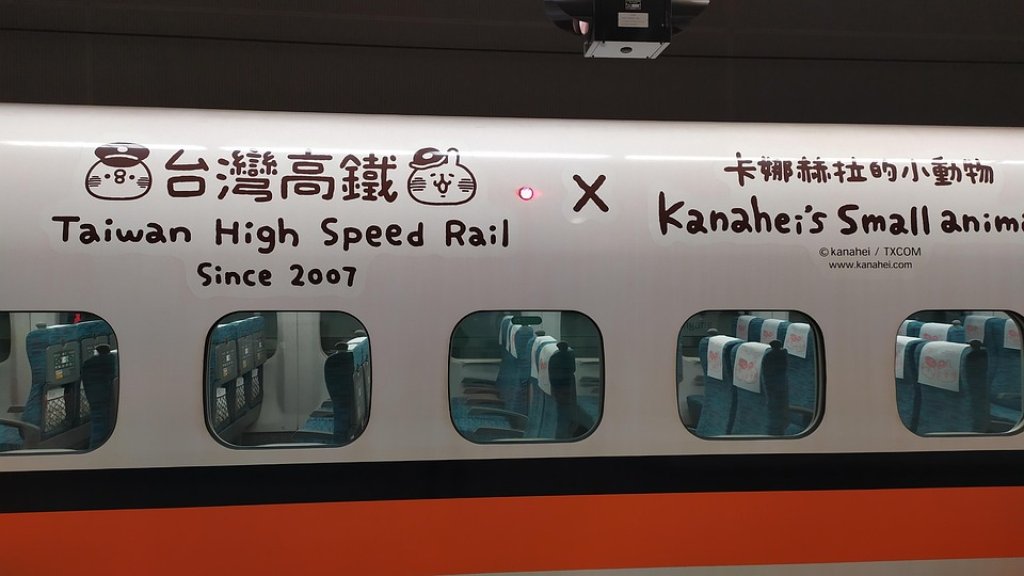 台灣高鐵
Taiwan High Speed Rail
Since 2007
X
卡娜赫拉的小動物
Kanahei's Small anim
©kanahei / TXCOM
www.kanahei.com